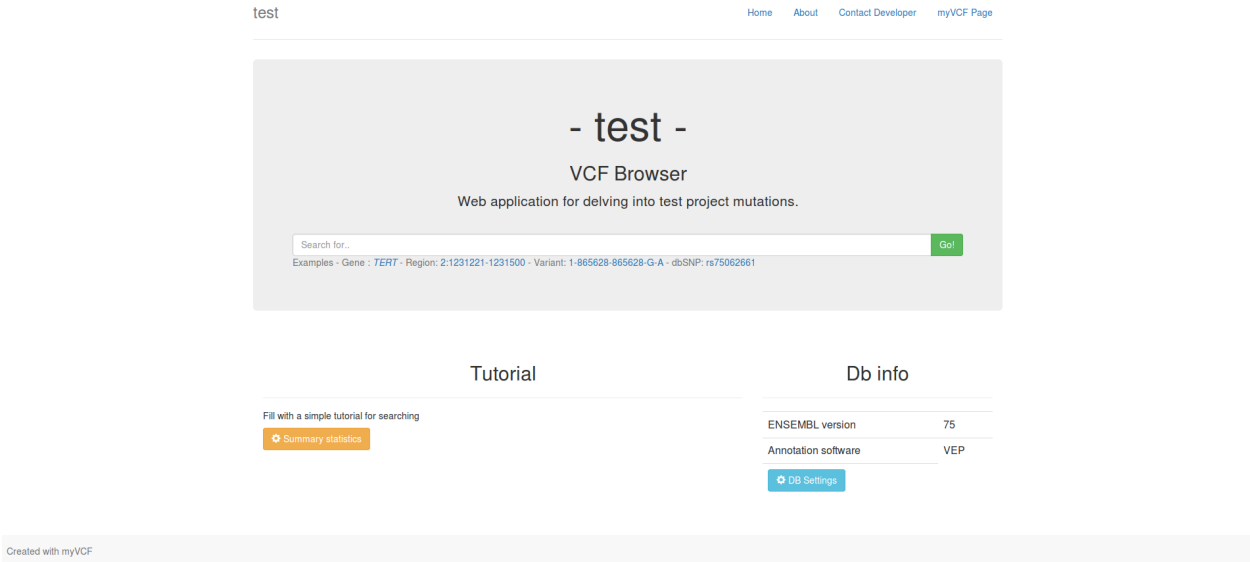 test
Home About Contact Developer myVCF Page
- test -
VCF Browser
Web application for delving into test project mutations.
Search for.. Go!
Examples - Gene : TERT - Region: 2:1231221-1231500 - Variant: 1-865628-865628-G-A - dbSNP: rs75062661
Tutorial
Fill with a simple tutorial for searching
Summary statistics
Db info
ENSEMBL version 75
Annotation software VEP
DB Settings
Created with myVCF